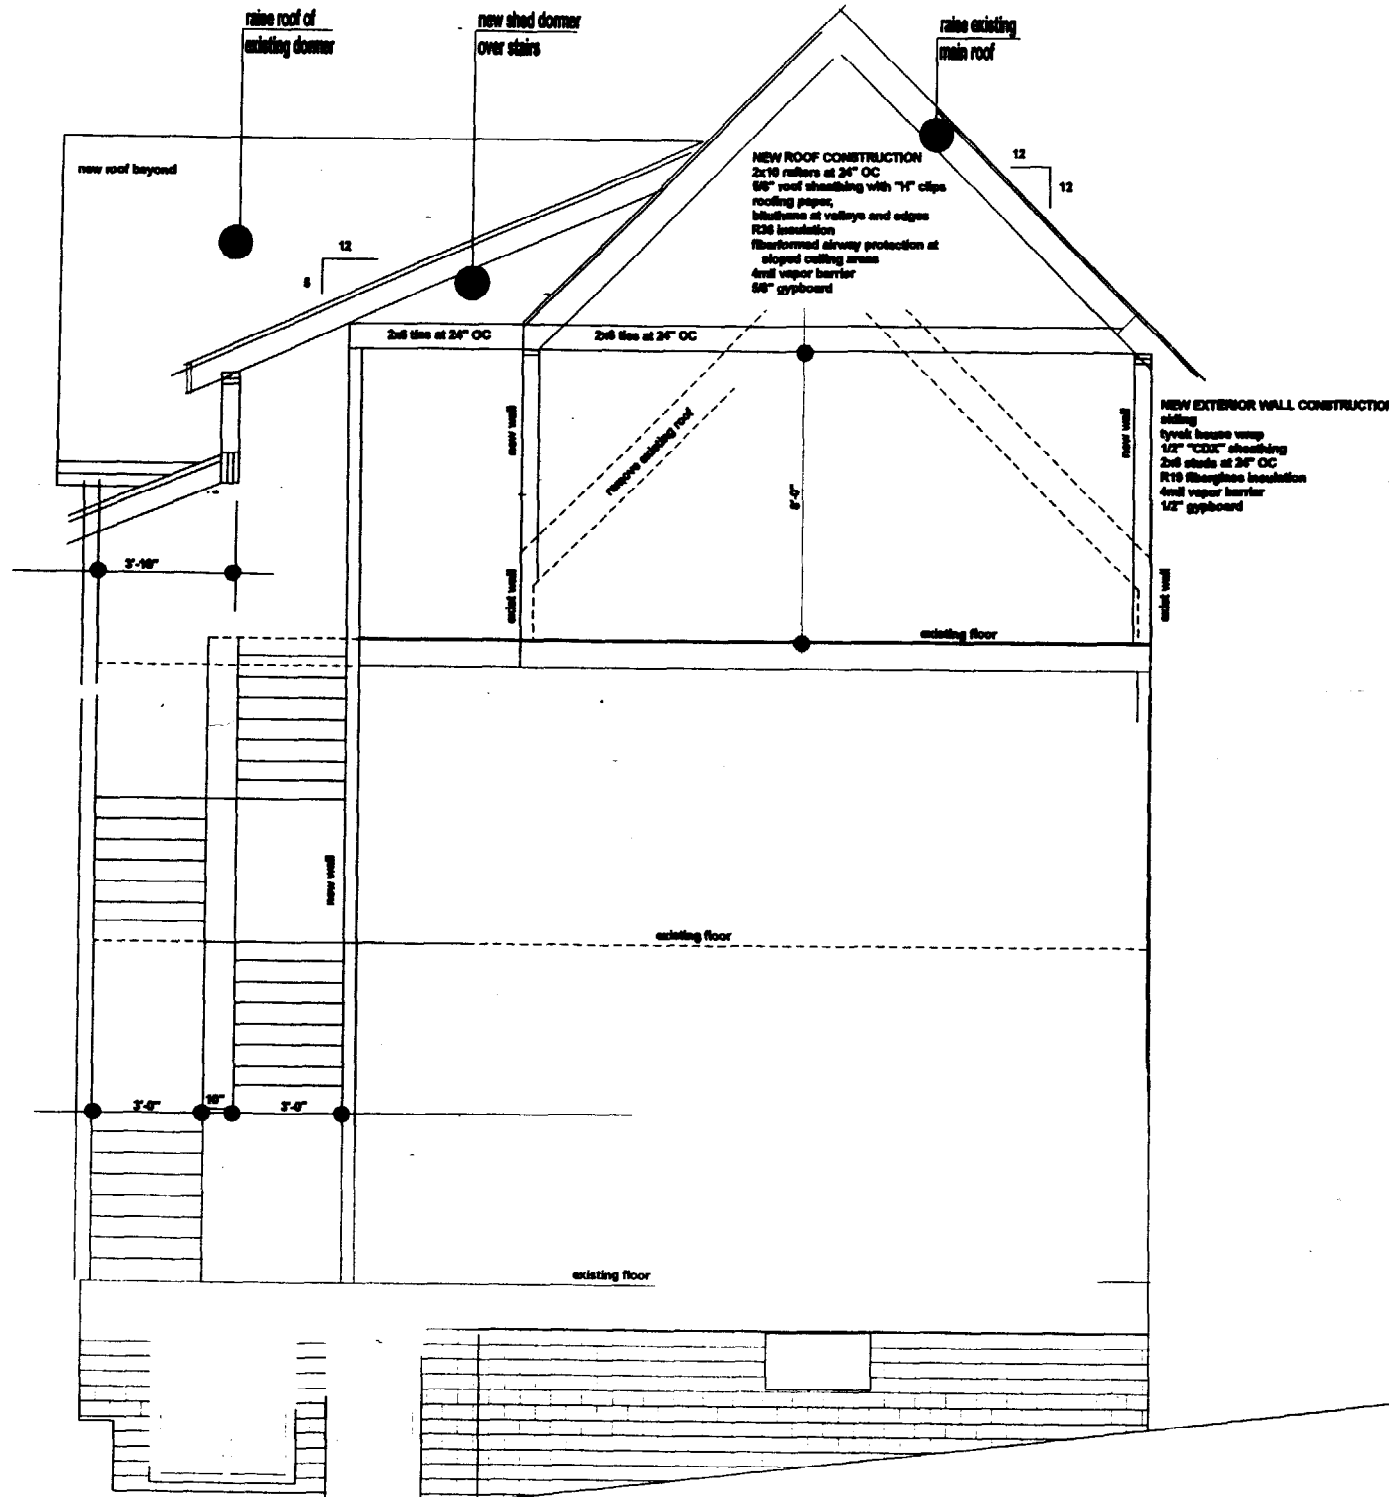 raise roof of
existing dormer
new shed dormer
over stairs
raise existing
main roof
new roof beyond
NEW ROOF CONSTRUCTION
2x10 rafters at 24" OC
5/8" roof sheathing with "H" clips
roofing paper,
bituthane at valleys and edges
R38 insulation
fiberformed airway protection at
sloped ceiling areas
4mil vapor barrier
5/8" gypboard
12
12
12
2x6 ties at 24" OC
2x6 ties at 24" OC
new wall
remove existing roof
8'-0"
new wall
NEW EXTERIOR WALL CONSTRUCTION
siding
tyvek house wrap
1/2" "CDX" sheathing
2x6 studs at 24" OC
R19 fiberglass insulation
4mil vapor barrier
1/2" gypboard
3'-10"
exist wall
exist wall
existing floor
new wall
existing floor
3'-0"
10"
3'-0"
existing floor